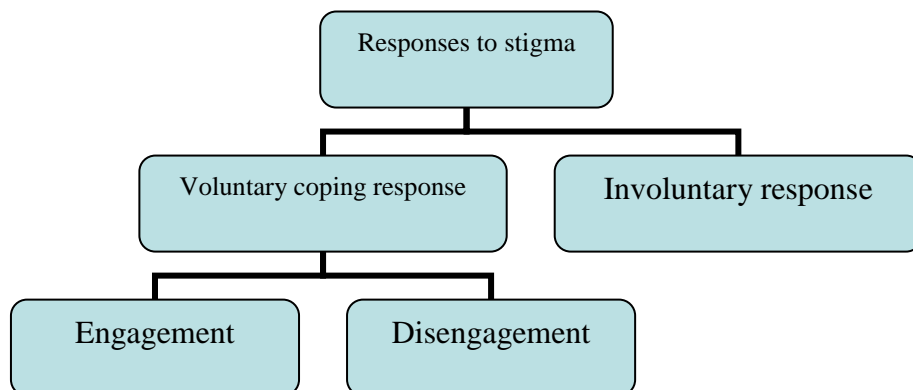 Responses to stigma
Voluntary coping response
Involuntary response
Engagement
Disengagement